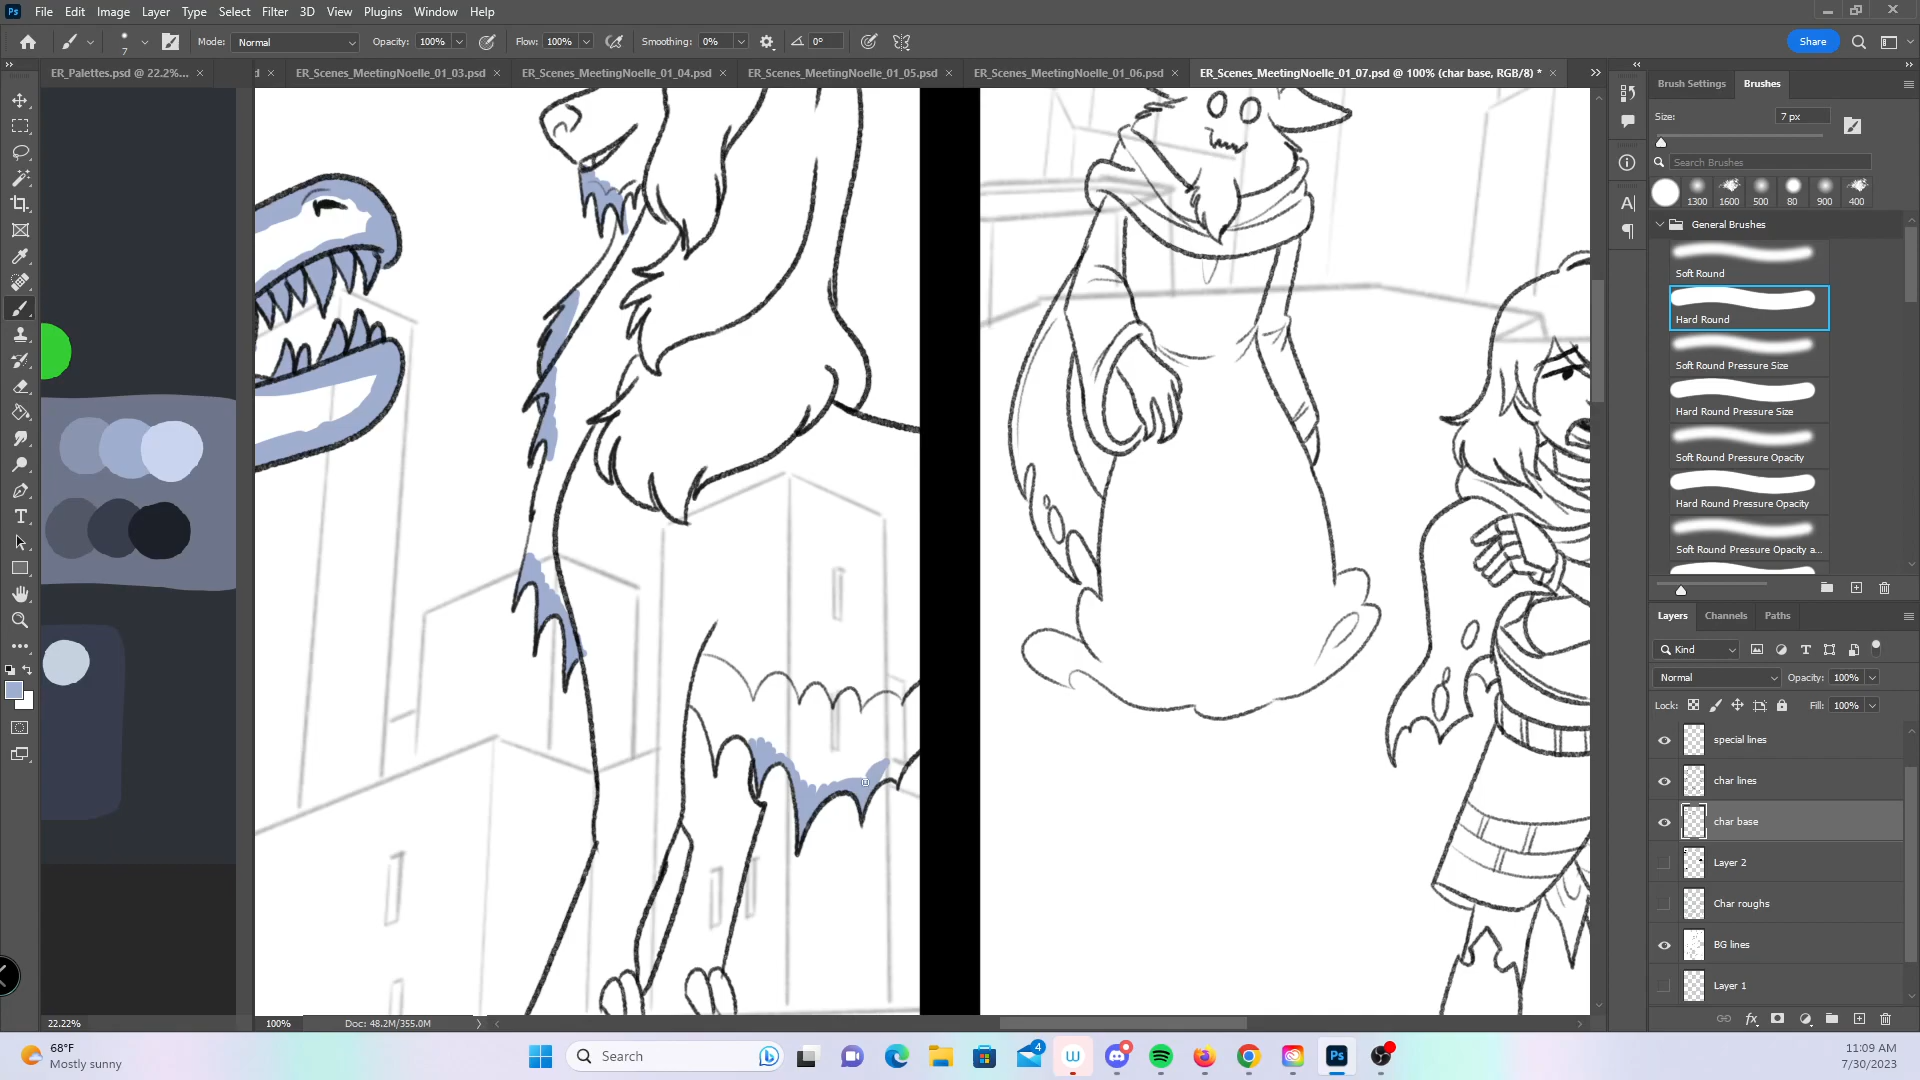 Ps File Edit Image Layer Type Select Filter 3D View Plugins Window Help
7 Mode: Normal Opacity: 100% Flow: 100% Smoothing: 0% 0° Share
ER_Palettes.psd @ 22.2%... × d × ER_Scenes_MeetingNoelle_01_03.psd × ER_Scenes_MeetingNoelle_01_04.psd × ER_Scenes_MeetingNoelle_01_05.psd × ER_Scenes_MeetingNoelle_01_06.psd × ER_Scenes_MeetingNoelle_01_07.psd @ 100% (char base, RGB/8) * ×
Brush Settings Brushes
Size: 7 px
Search Brushes
1300 1600 500 80 900 400
General Brushes
Soft Round
Hard Round
Soft Round Pressure Size
Hard Round Pressure Size
Soft Round Pressure Opacity
Hard Round Pressure Opacity
Soft Round Pressure Opacity a...
Layers Channels Paths
Kind
Normal Opacity: 100%
Lock: Fill: 100%
special lines
char lines
char base
Layer 2
Char roughs
BG lines
Layer 1
22.22% 100% Doc: 48.2M/355.0M
68°F
Mostly sunny
Search
4
Ps
11:09 AM
7/30/2023